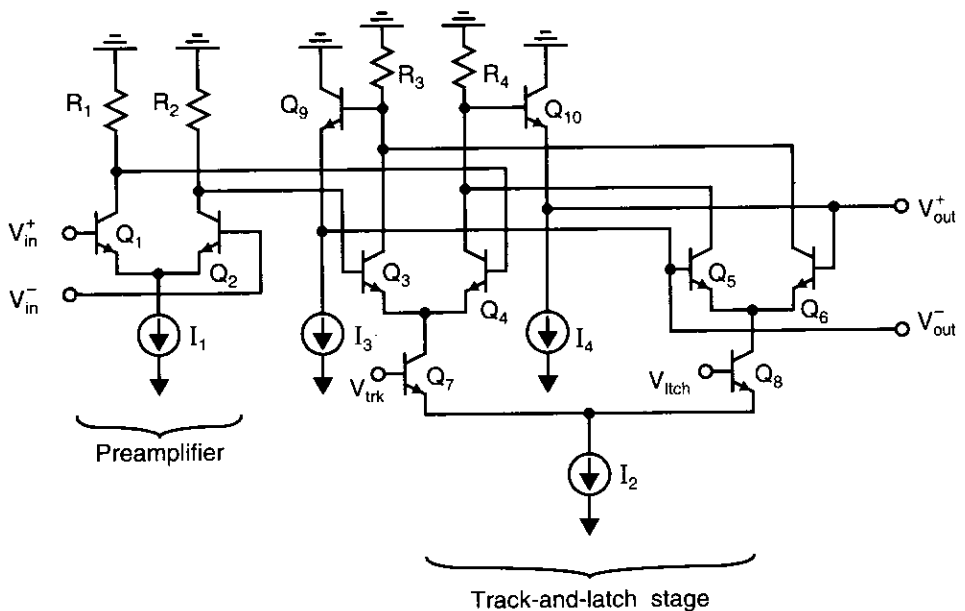 R1
R2
Q9
R3
R4
Q10
V+in
Q1
V−in
Q2
Q3
Q4
Q5
Q6
V+out
V−out
I1
I3
I4
Vtrk
Q7
Vltch
Q8
Preamplifier
I2
Track-and-latch stage